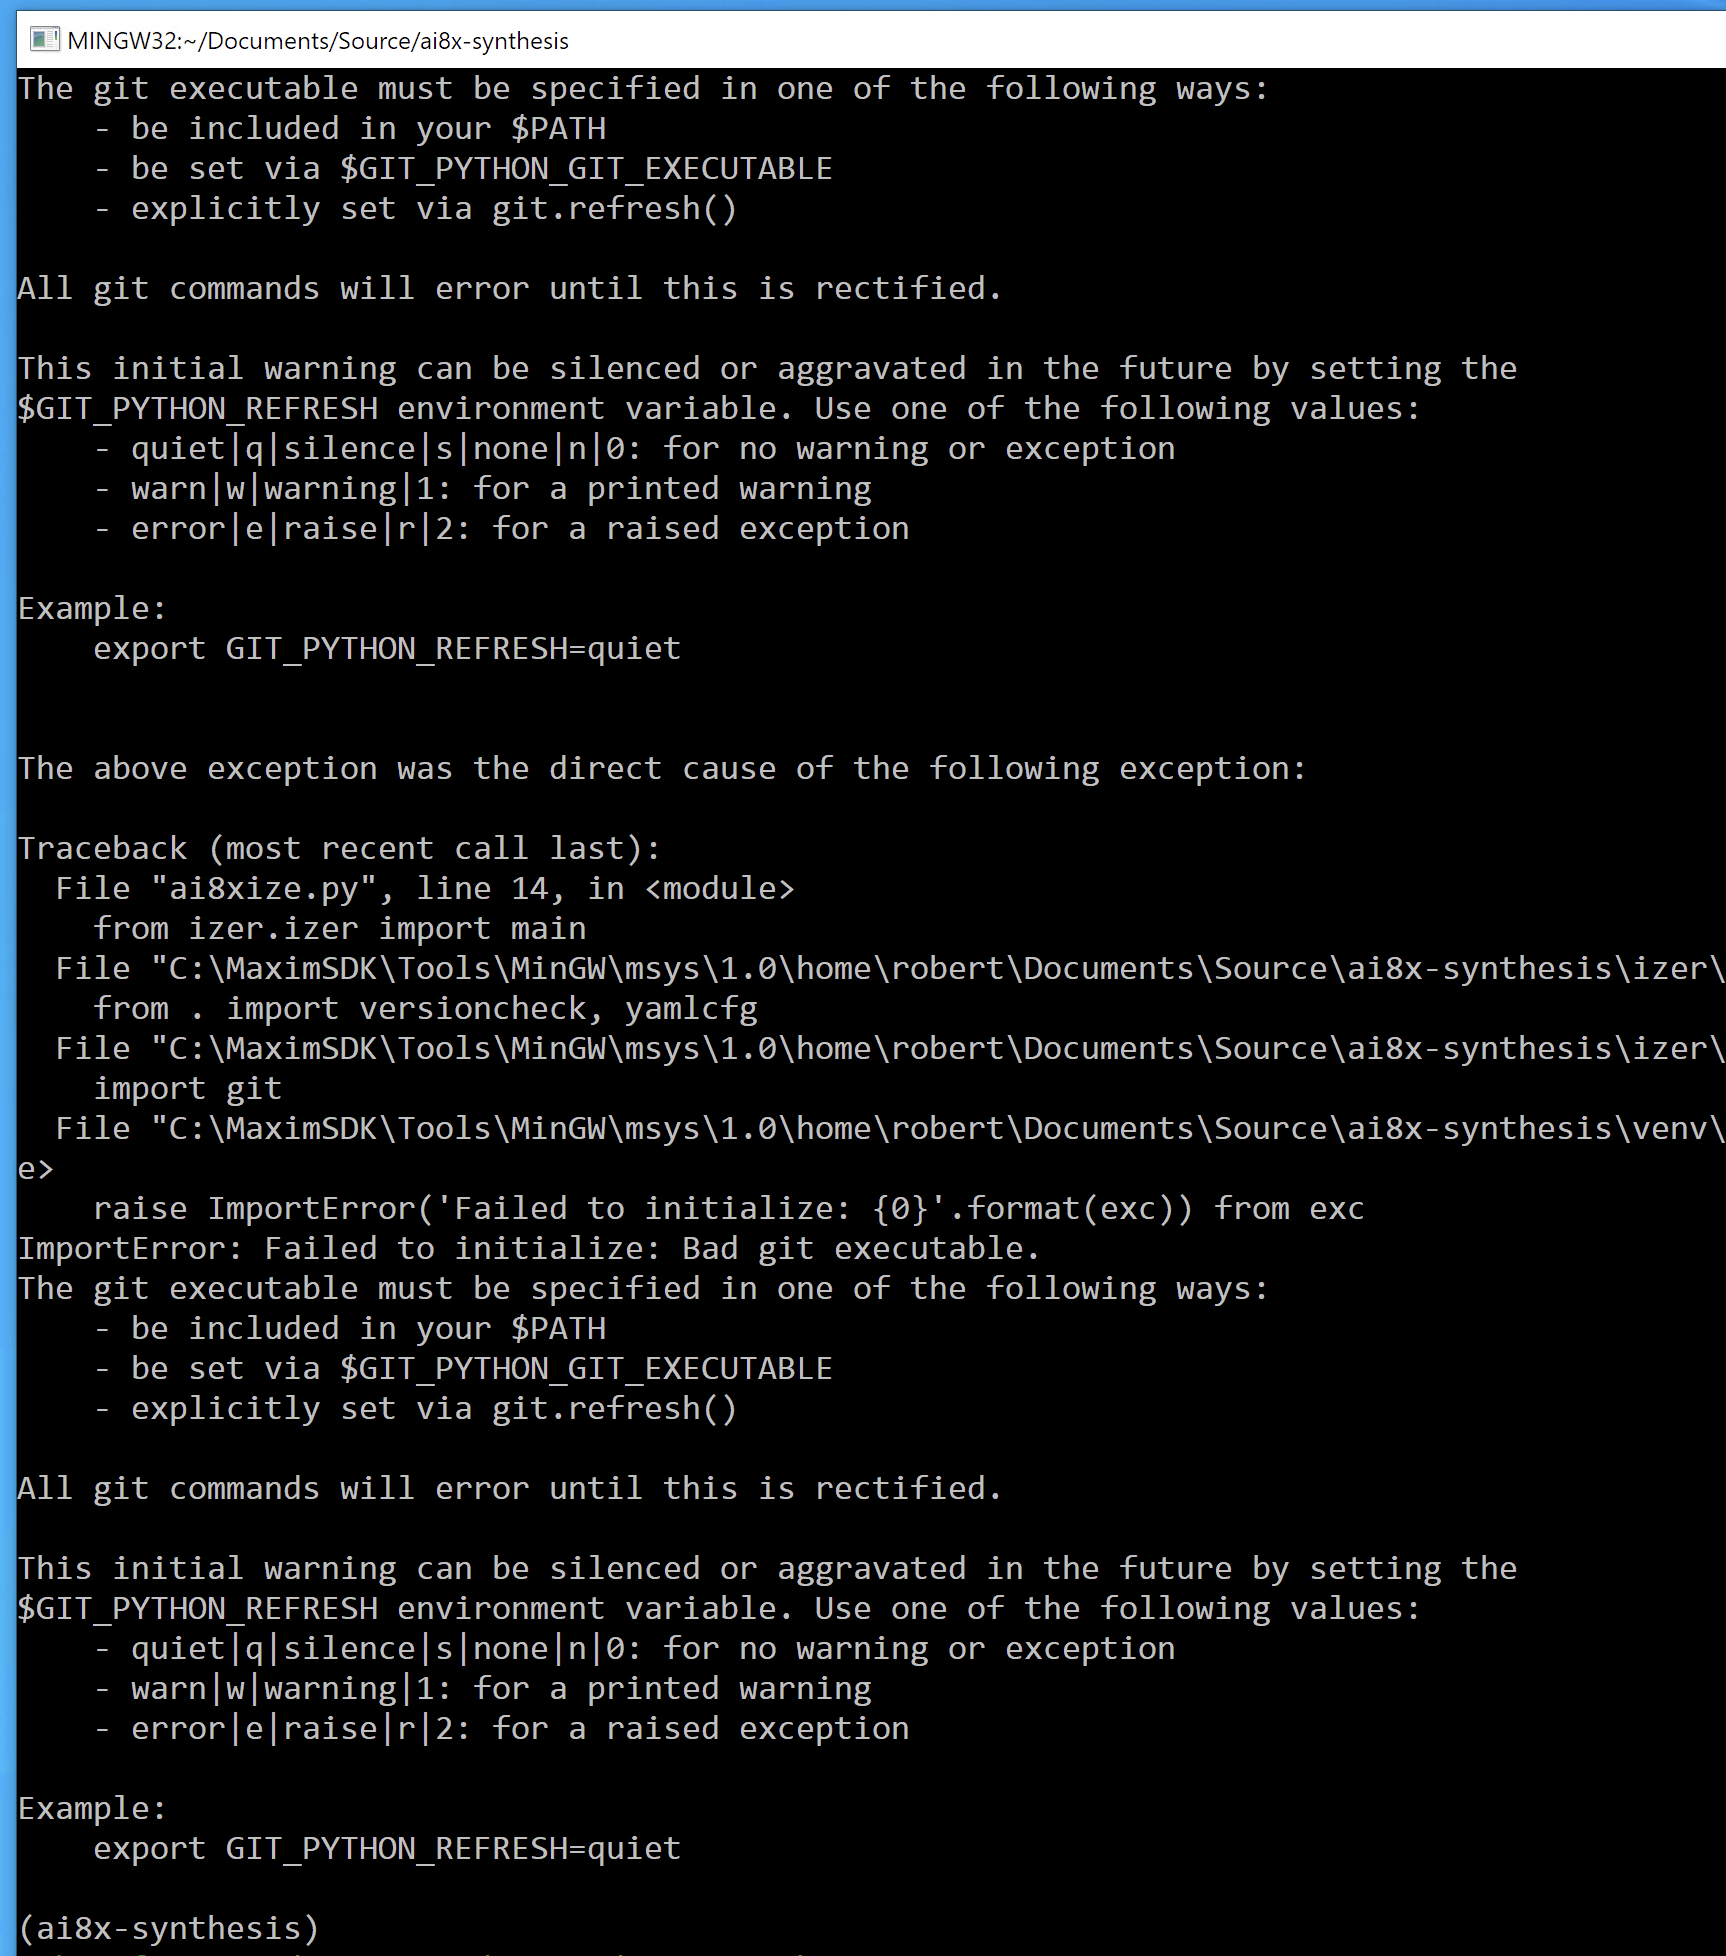 MINGW32:~/Documents/Source/ai8x-synthesis
The git executable must be specified in one of the following ways:
    - be included in your $PATH
    - be set via $GIT_PYTHON_GIT_EXECUTABLE
    - explicitly set via git.refresh()
All git commands will error until this is rectified.
This initial warning can be silenced or aggravated in the future by setting the
$GIT_PYTHON_REFRESH environment variable. Use one of the following values:
    - quiet|q|silence|s|none|n|0: for no warning or exception
    - warn|w|warning|1: for a printed warning
    - error|e|raise|r|2: for a raised exception
Example:
    export GIT_PYTHON_REFRESH=quiet
The above exception was the direct cause of the following exception:
Traceback (most recent call last):
  File "ai8xize.py", line 14, in <module>
    from izer.izer import main
  File "C:\MaximSDK\Tools\MinGW\msys\1.0\home\robert\Documents\Source\ai8x-synthesis\izer\
    from . import versioncheck, yamlcfg
  File "C:\MaximSDK\Tools\MinGW\msys\1.0\home\robert\Documents\Source\ai8x-synthesis\izer\
    import git
  File "C:\MaximSDK\Tools\MinGW\msys\1.0\home\robert\Documents\Source\ai8x-synthesis\venv\
e>
    raise ImportError('Failed to initialize: {0}'.format(exc)) from exc
ImportError: Failed to initialize: Bad git executable.
The git executable must be specified in one of the following ways:
    - be included in your $PATH
    - be set via $GIT_PYTHON_GIT_EXECUTABLE
    - explicitly set via git.refresh()
All git commands will error until this is rectified.
This initial warning can be silenced or aggravated in the future by setting the
$GIT_PYTHON_REFRESH environment variable. Use one of the following values:
    - quiet|q|silence|s|none|n|0: for no warning or exception
    - warn|w|warning|1: for a printed warning
    - error|e|raise|r|2: for a raised exception
Example:
    export GIT_PYTHON_REFRESH=quiet
(ai8x-synthesis)